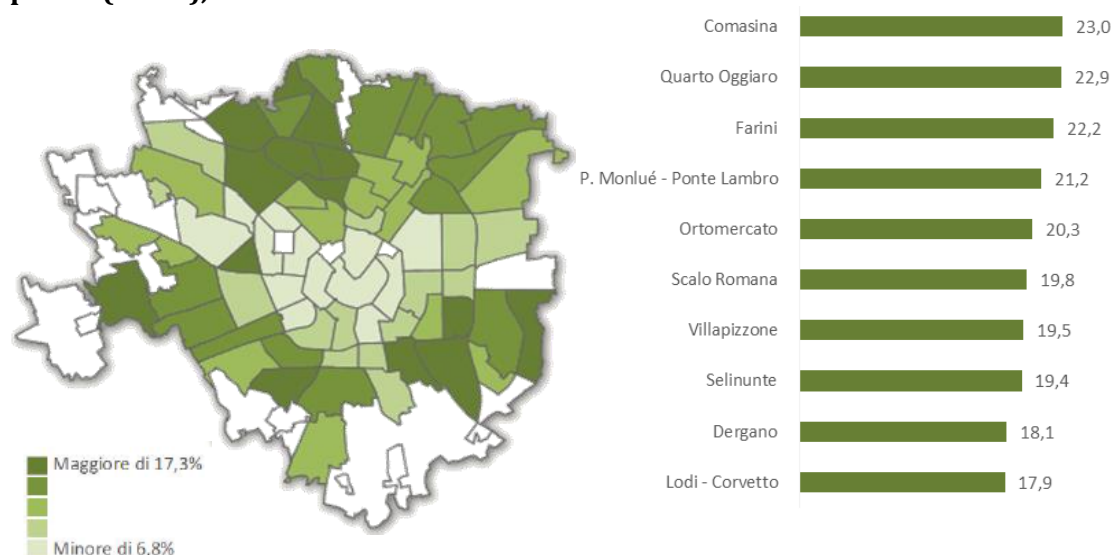 Maggiore di 17,3%
Minore di 6,8%
Comasina 23,0
Quarto Oggiaro 22,9
Farini 22,2
P. Monlué - Ponte Lambro 21,2
Ortomercato 20,3
Scalo Romana 19,8
Villapizzone 19,5
Selinunte 19,4
Dergano 18,1
Lodi - Corvetto 17,9